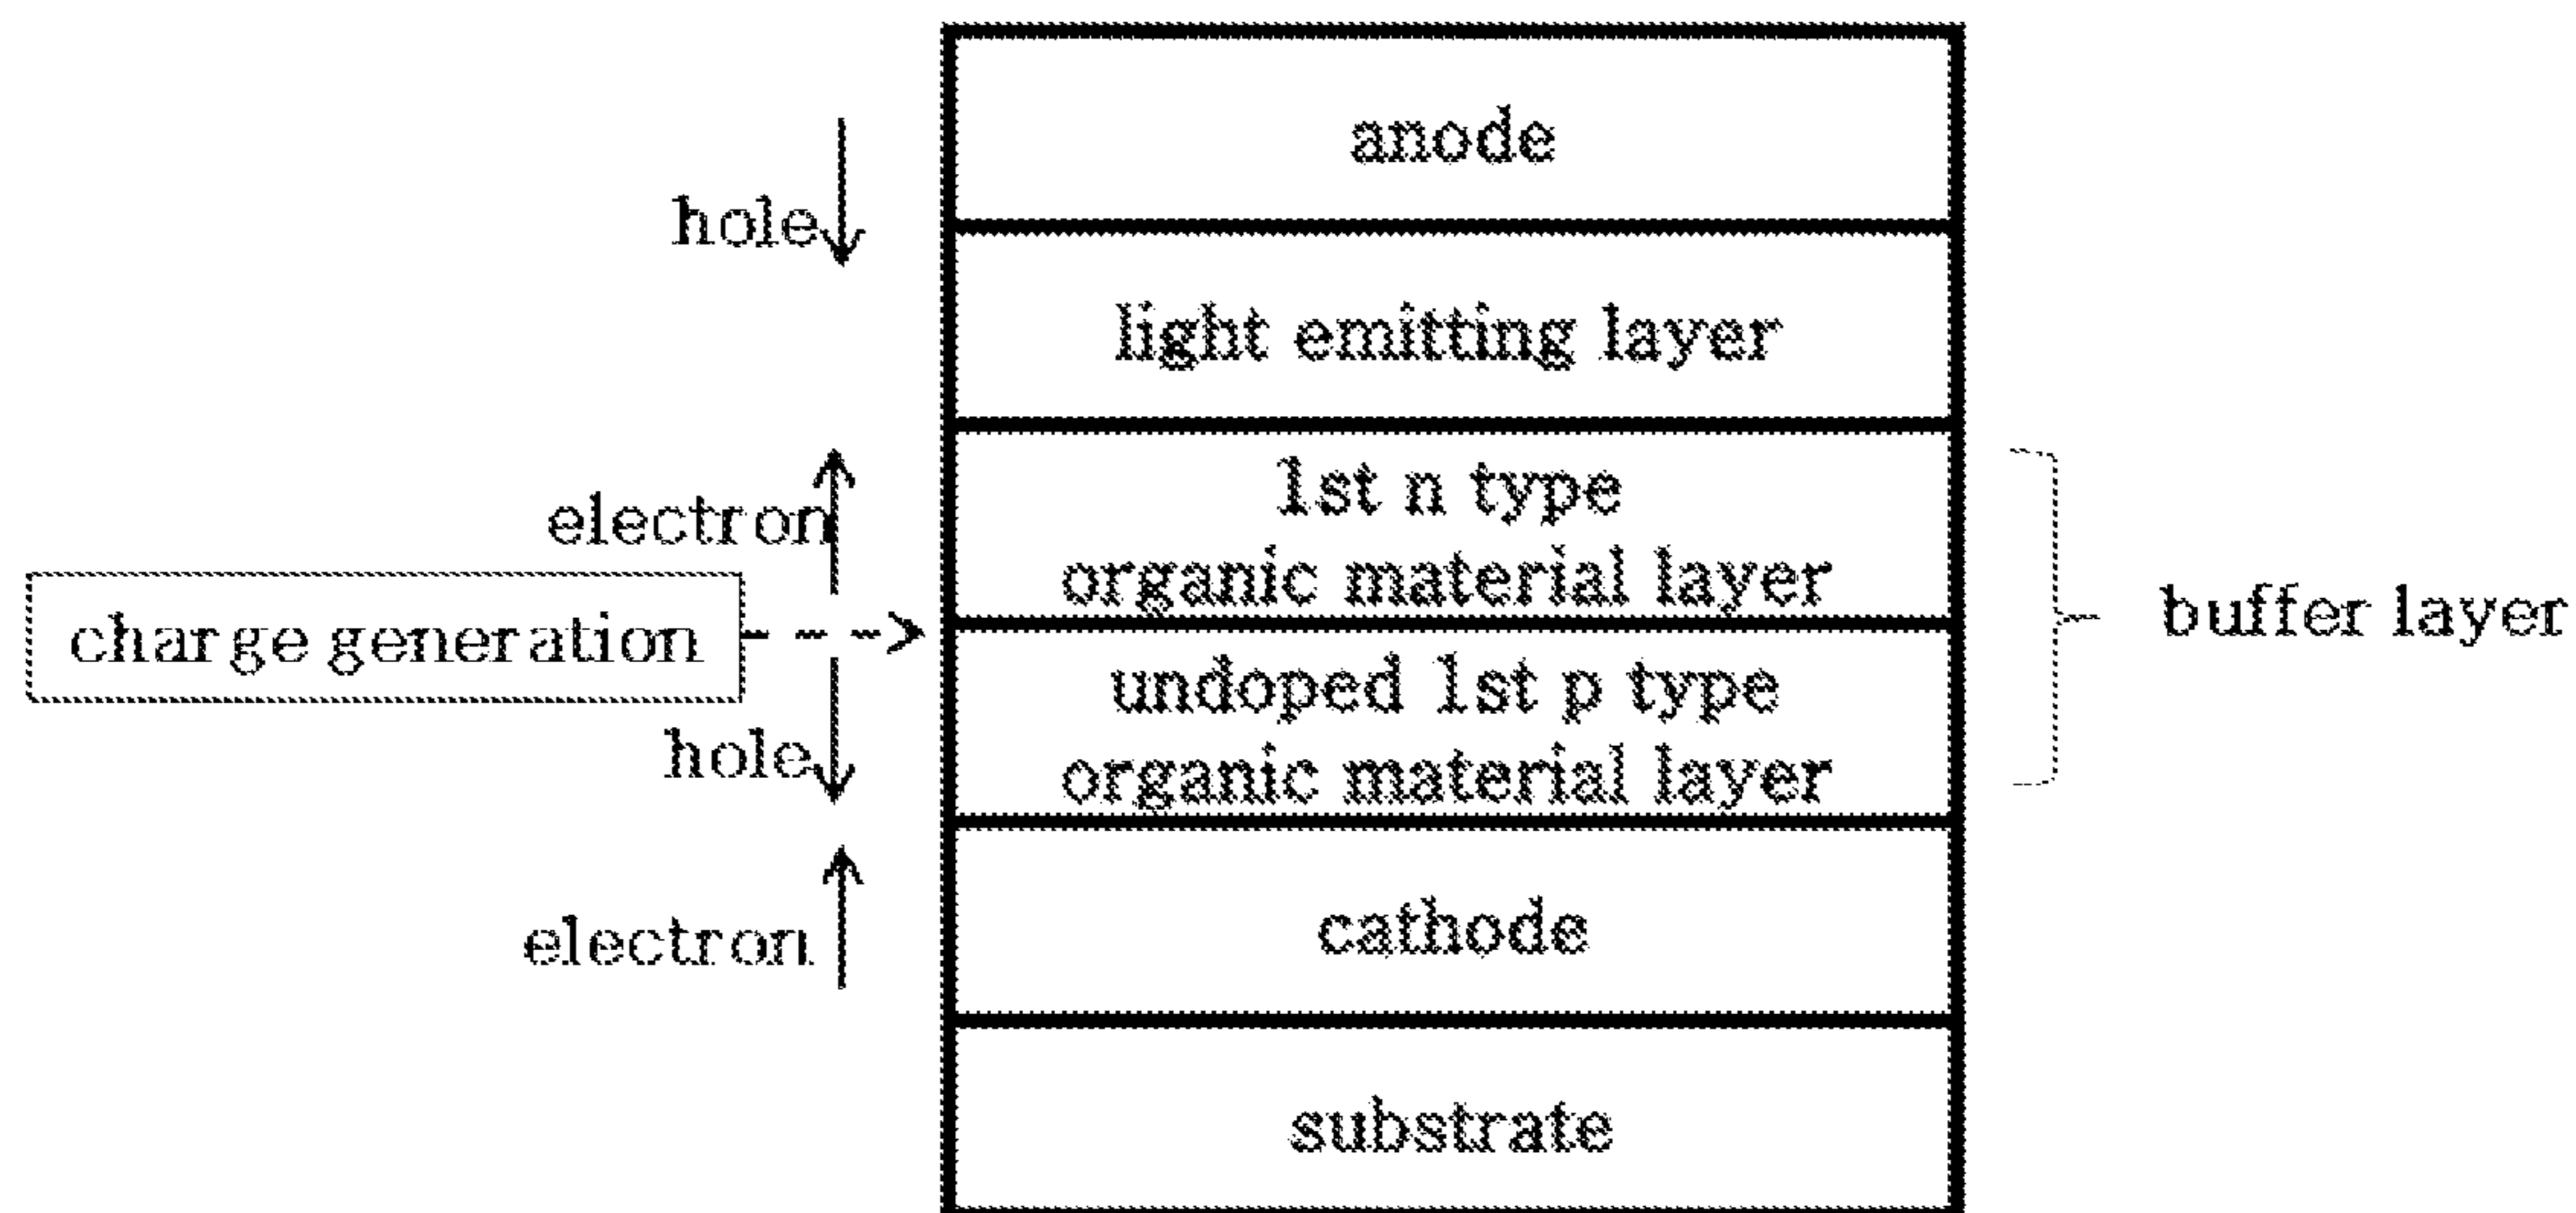 anode
hole
light emitting layer
1st n type
organic material layer
electron
charge generation
buffer layer
undoped 1st p type
organic material layer
hole
cathode
electron
substrate